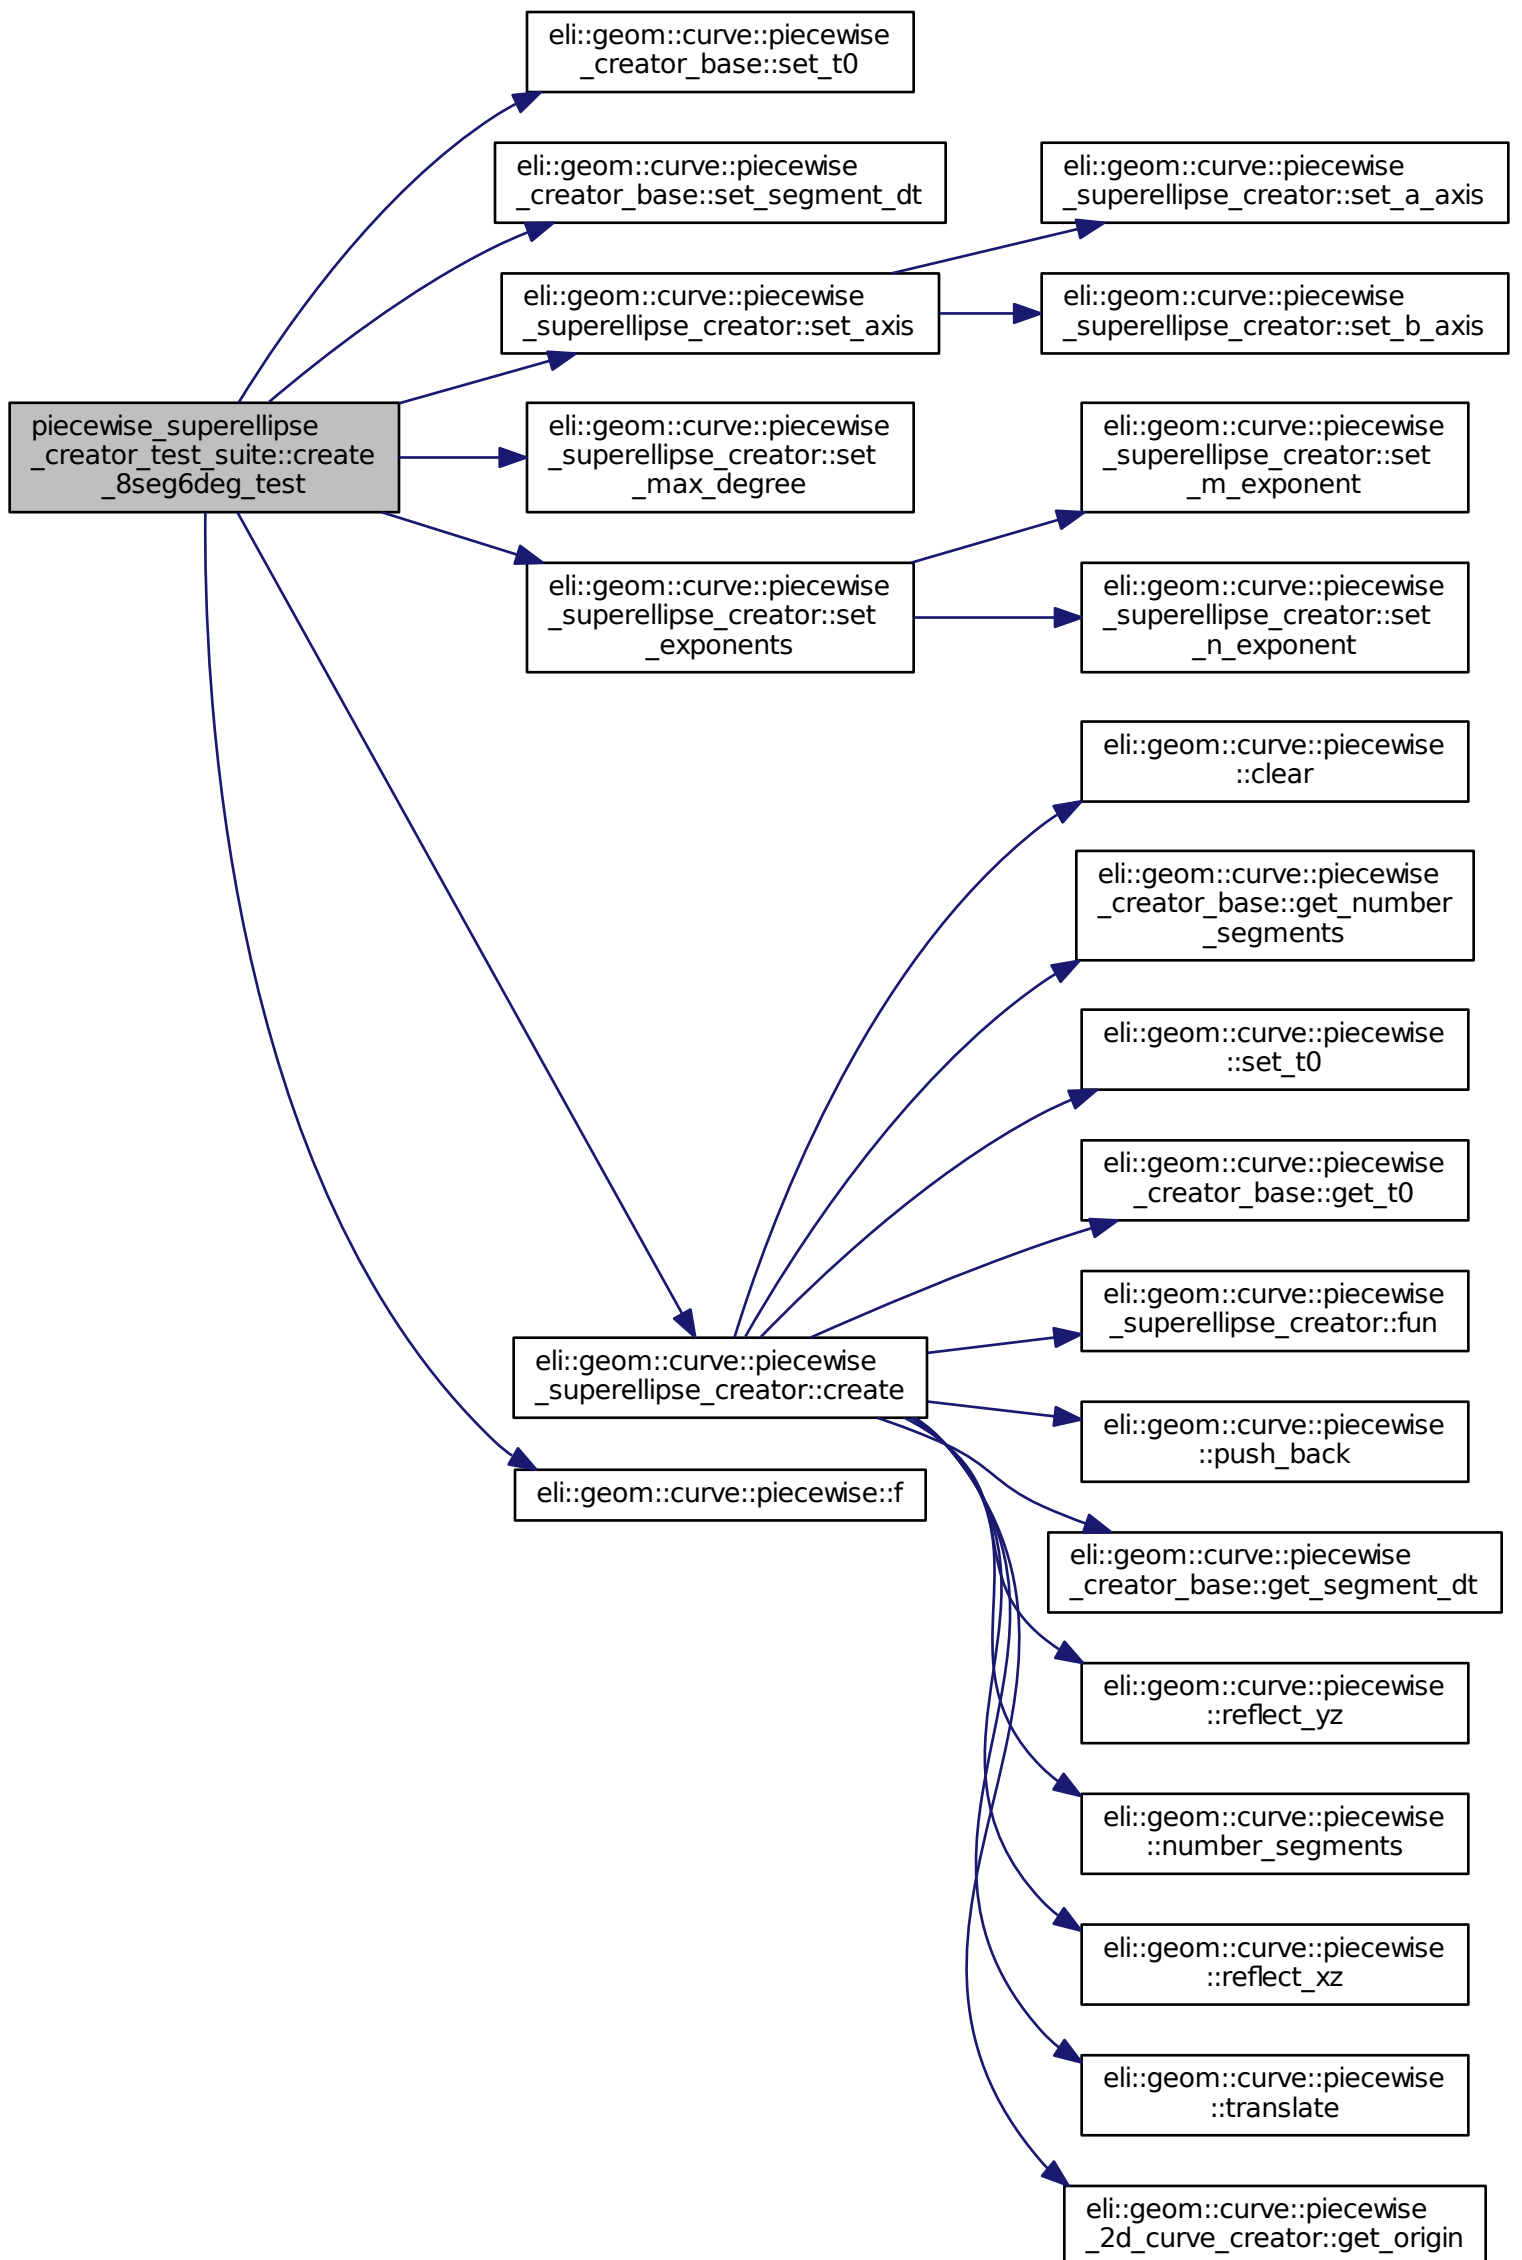 eli::geom::curve::piecewise
_creator_base::set_t0
eli::geom::curve::piecewise
_creator_base::set_segment_dt
eli::geom::curve::piecewise
_superellipse_creator::set_a_axis
eli::geom::curve::piecewise
_superellipse_creator::set_axis
eli::geom::curve::piecewise
_superellipse_creator::set_b_axis
piecewise_superellipse
_creator_test_suite::create
_8seg6deg_test
eli::geom::curve::piecewise
_superellipse_creator::set
_max_degree
eli::geom::curve::piecewise
_superellipse_creator::set
_m_exponent
eli::geom::curve::piecewise
_superellipse_creator::set
_exponents
eli::geom::curve::piecewise
_superellipse_creator::set
_n_exponent
eli::geom::curve::piecewise
::clear
eli::geom::curve::piecewise
_creator_base::get_number
_segments
eli::geom::curve::piecewise
::set_t0
eli::geom::curve::piecewise
_creator_base::get_t0
eli::geom::curve::piecewise
_superellipse_creator::fun
eli::geom::curve::piecewise
_superellipse_creator::create
eli::geom::curve::piecewise
::push_back
eli::geom::curve::piecewise::f
eli::geom::curve::piecewise
_creator_base::get_segment_dt
eli::geom::curve::piecewise
::reflect_yz
eli::geom::curve::piecewise
::number_segments
eli::geom::curve::piecewise
::reflect_xz
eli::geom::curve::piecewise
::translate
eli::geom::curve::piecewise
_2d_curve_creator::get_origin